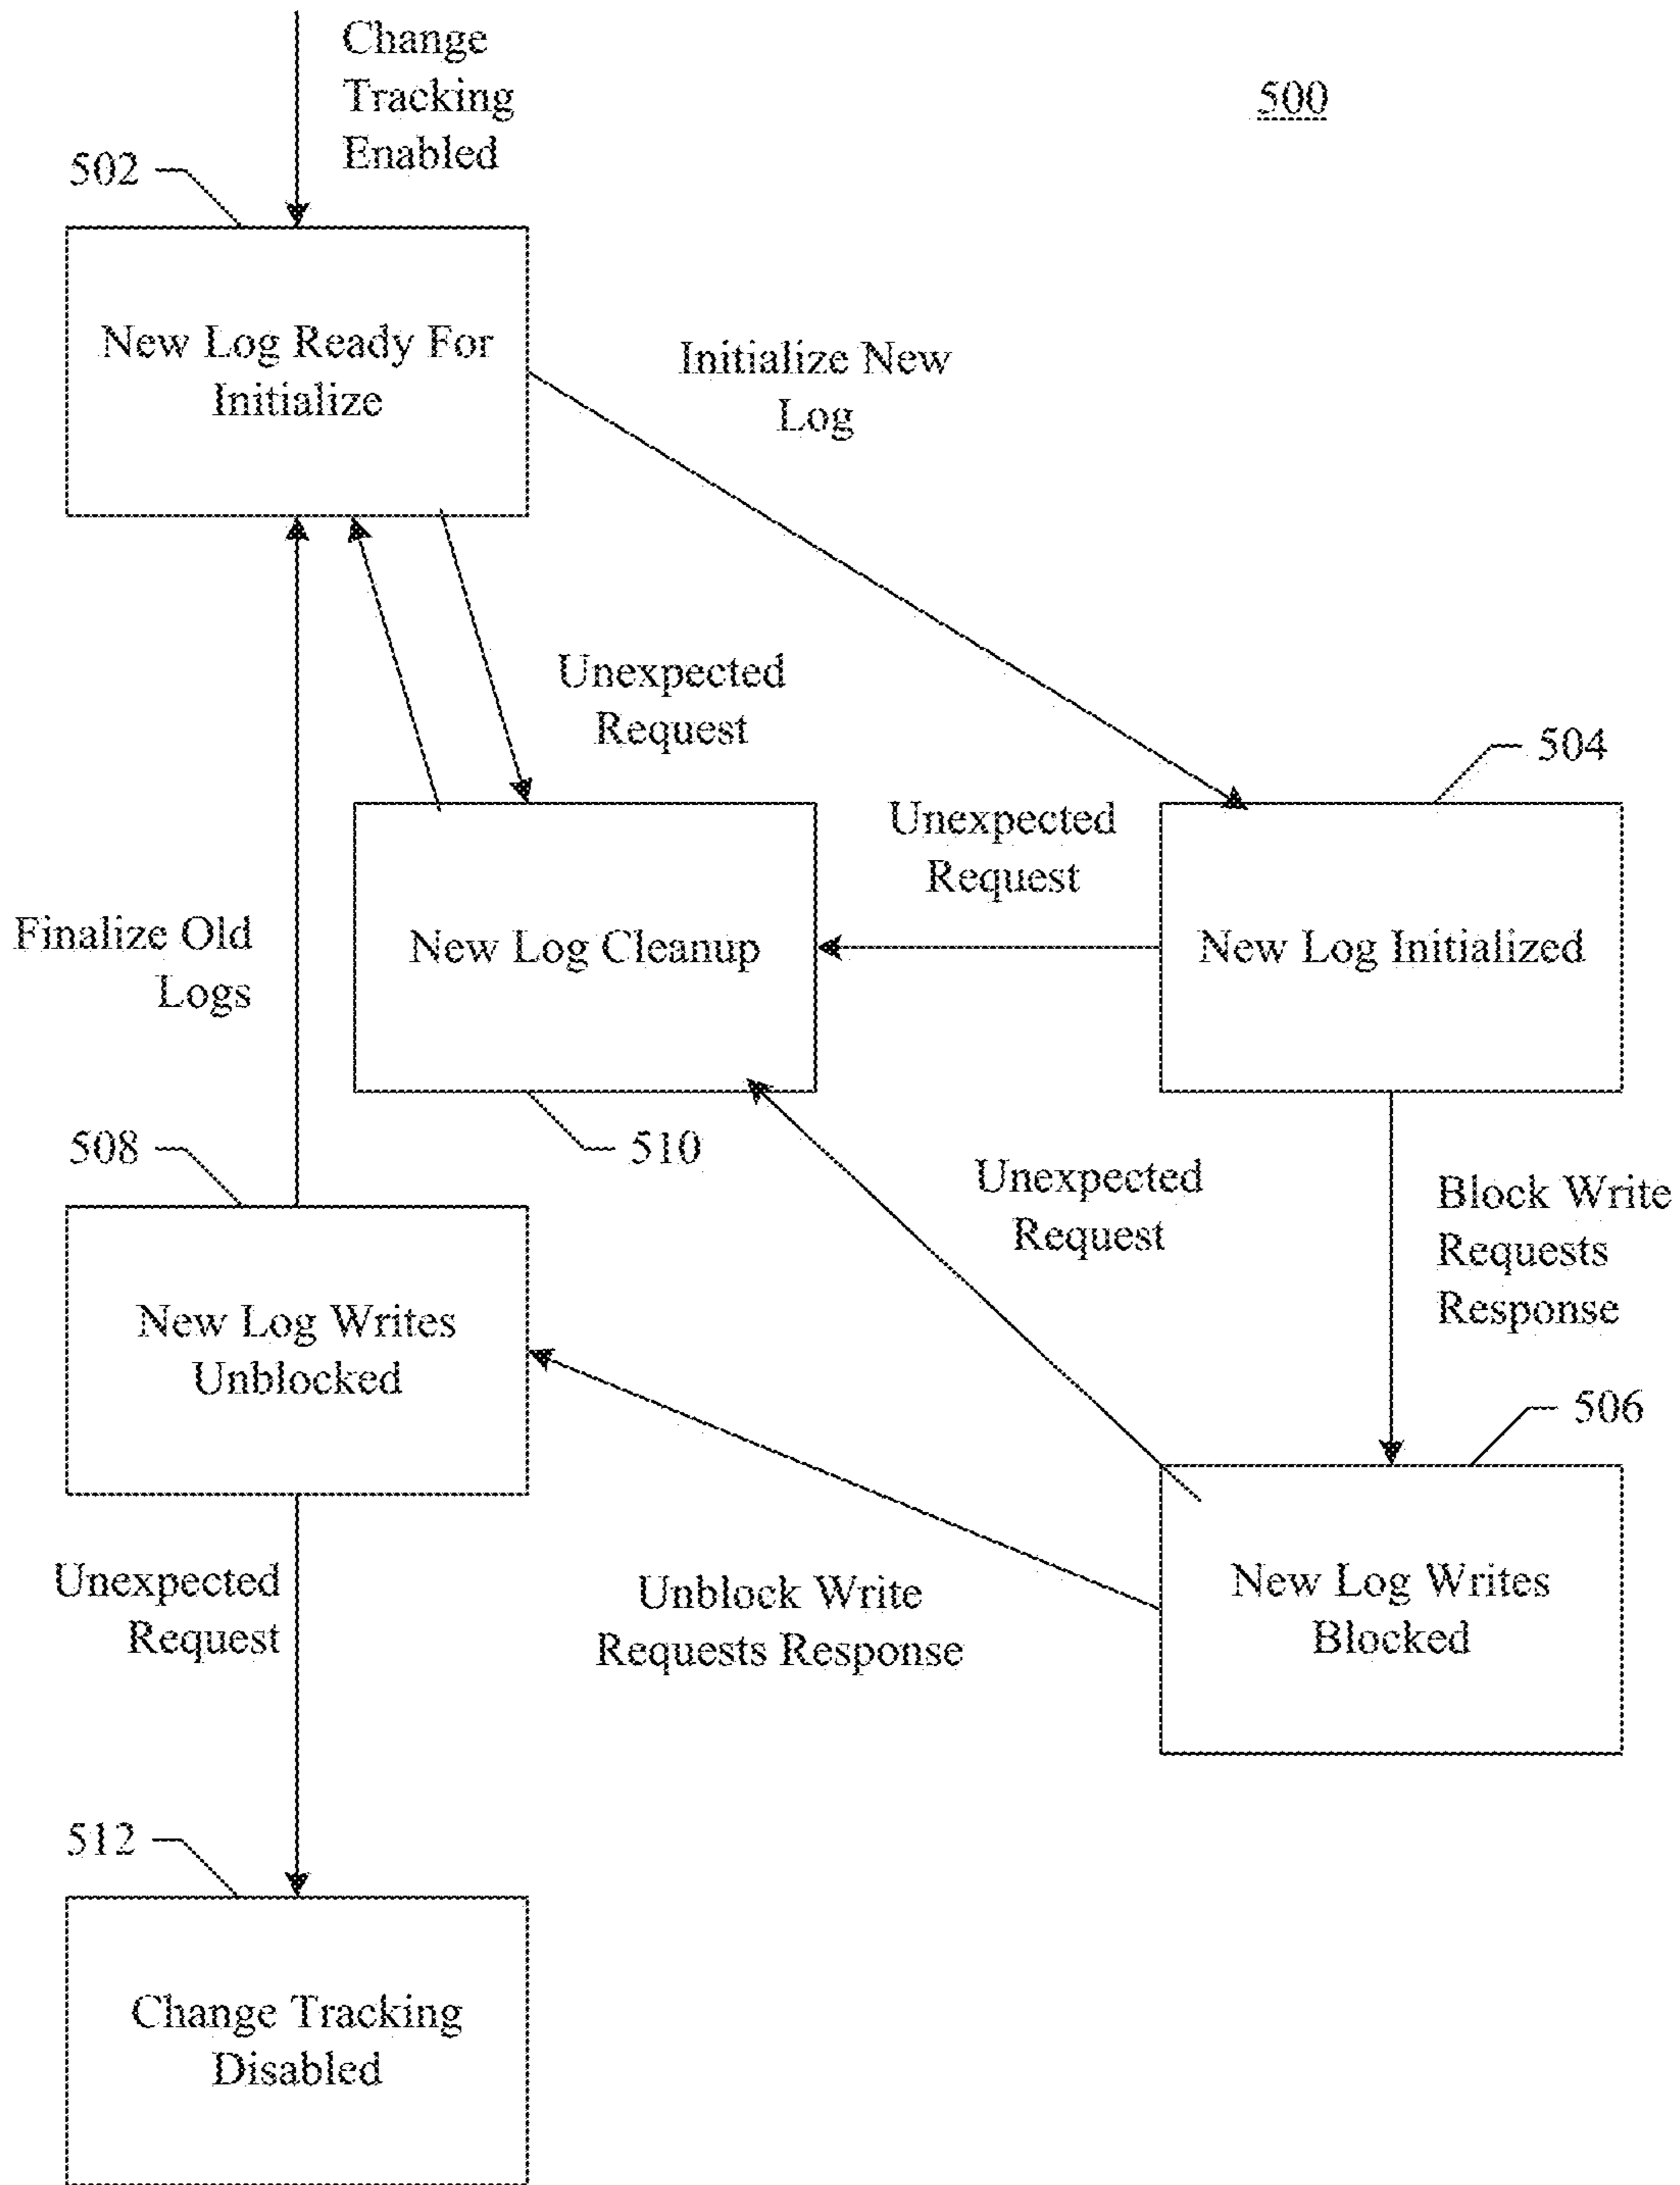 Change
Tracking
Enabled
500
502
New Log Ready For
Initialize
Initialize New
Log
Unexpected
Request
504
Unexpected
Request
New Log Cleanup
New Log Initialized
Finalize Old
Logs
508
510
Unexpected
Request
Block Write
Requests
Response
New Log Writes
Unblocked
506
Unexpected
Request
Unblock Write
Requests Response
New Log Writes
Blocked
512
Change Tracking
Disabled